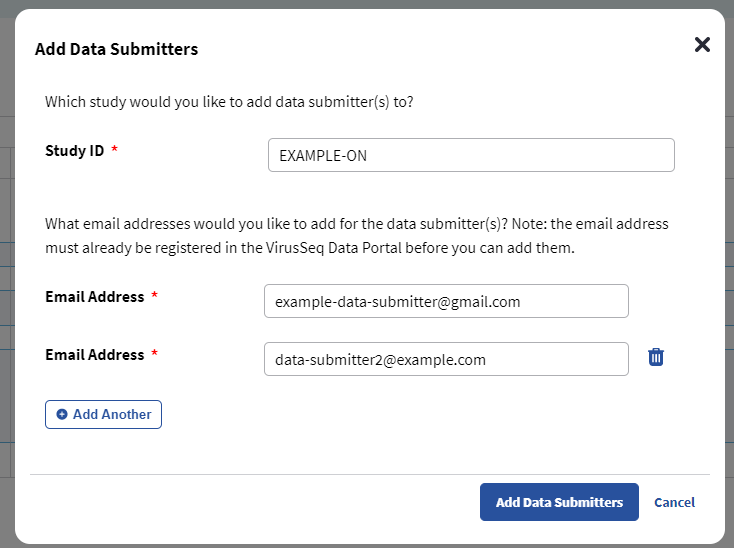 Add Data Submitters
Which study would you like to add data submitter(s) to?
Study ID *
EXAMPLE-ON
What email addresses would you like to add for the data submitter(s)? Note: the email address
must already be registered in the VirusSeq Data Portal before you can add them.
Email Address *
example-data-submitter@gmail.com
Email Address *
data-submitter2@example.com
Add Another
Add Data Submitters
Cancel